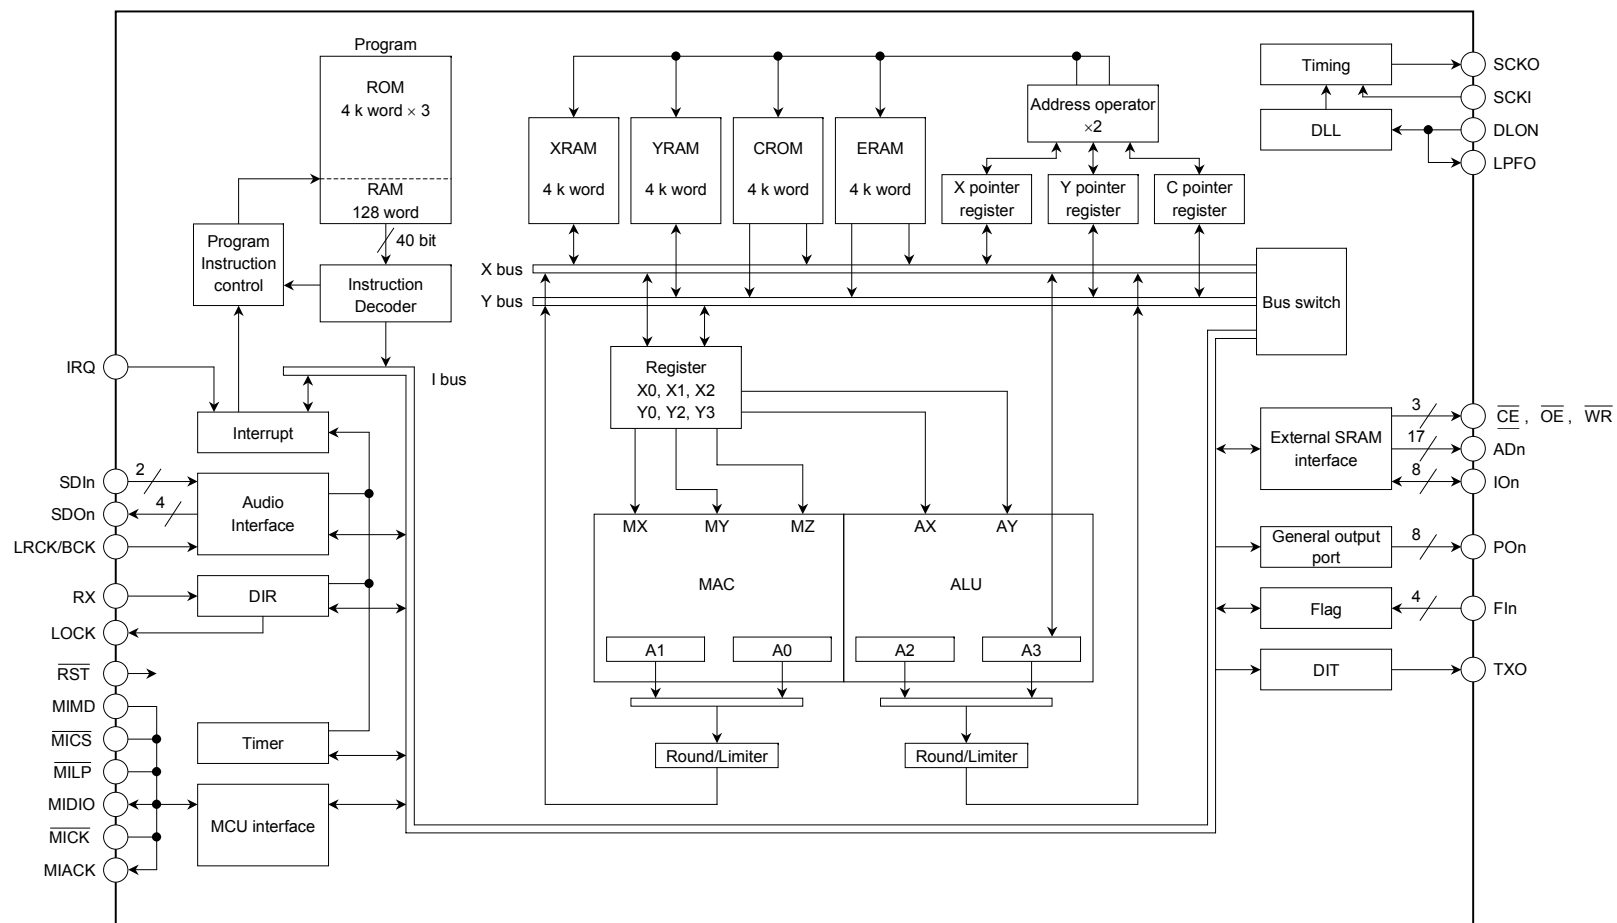 Program
ROM
4 k word × 3
RAM
128 word
40 bit
Program
Instruction
control
Instruction
Decoder
I bus
IRQ
Interrupt
SDIn
2
SDOn
4
LRCK/BCK
Audio
Interface
RX
DIR
LOCK
RST
MIMD
MICS
MILP
MIDIO
MICK
MIACK
Timer
MCU interface
XRAM
4 k word
YRAM
4 k word
CROM
4 k word
ERAM
4 k word
Address operator
×2
X pointer
register
Y pointer
register
C pointer
register
X bus
Y bus
Bus switch
Register
X0, X1, X2
Y0, Y2, Y3
MX
MY
MZ
AX
AY
MAC
ALU
A1
A0
A2
A3
Round/Limiter
Round/Limiter
Timing
DLL
SCKO
SCKI
DLON
LPFO
External SRAM
interface
3
CE , OE , WR
17
ADn
8
IOn
General output
port
8
POn
Flag
4
FIn
DIT
TXO